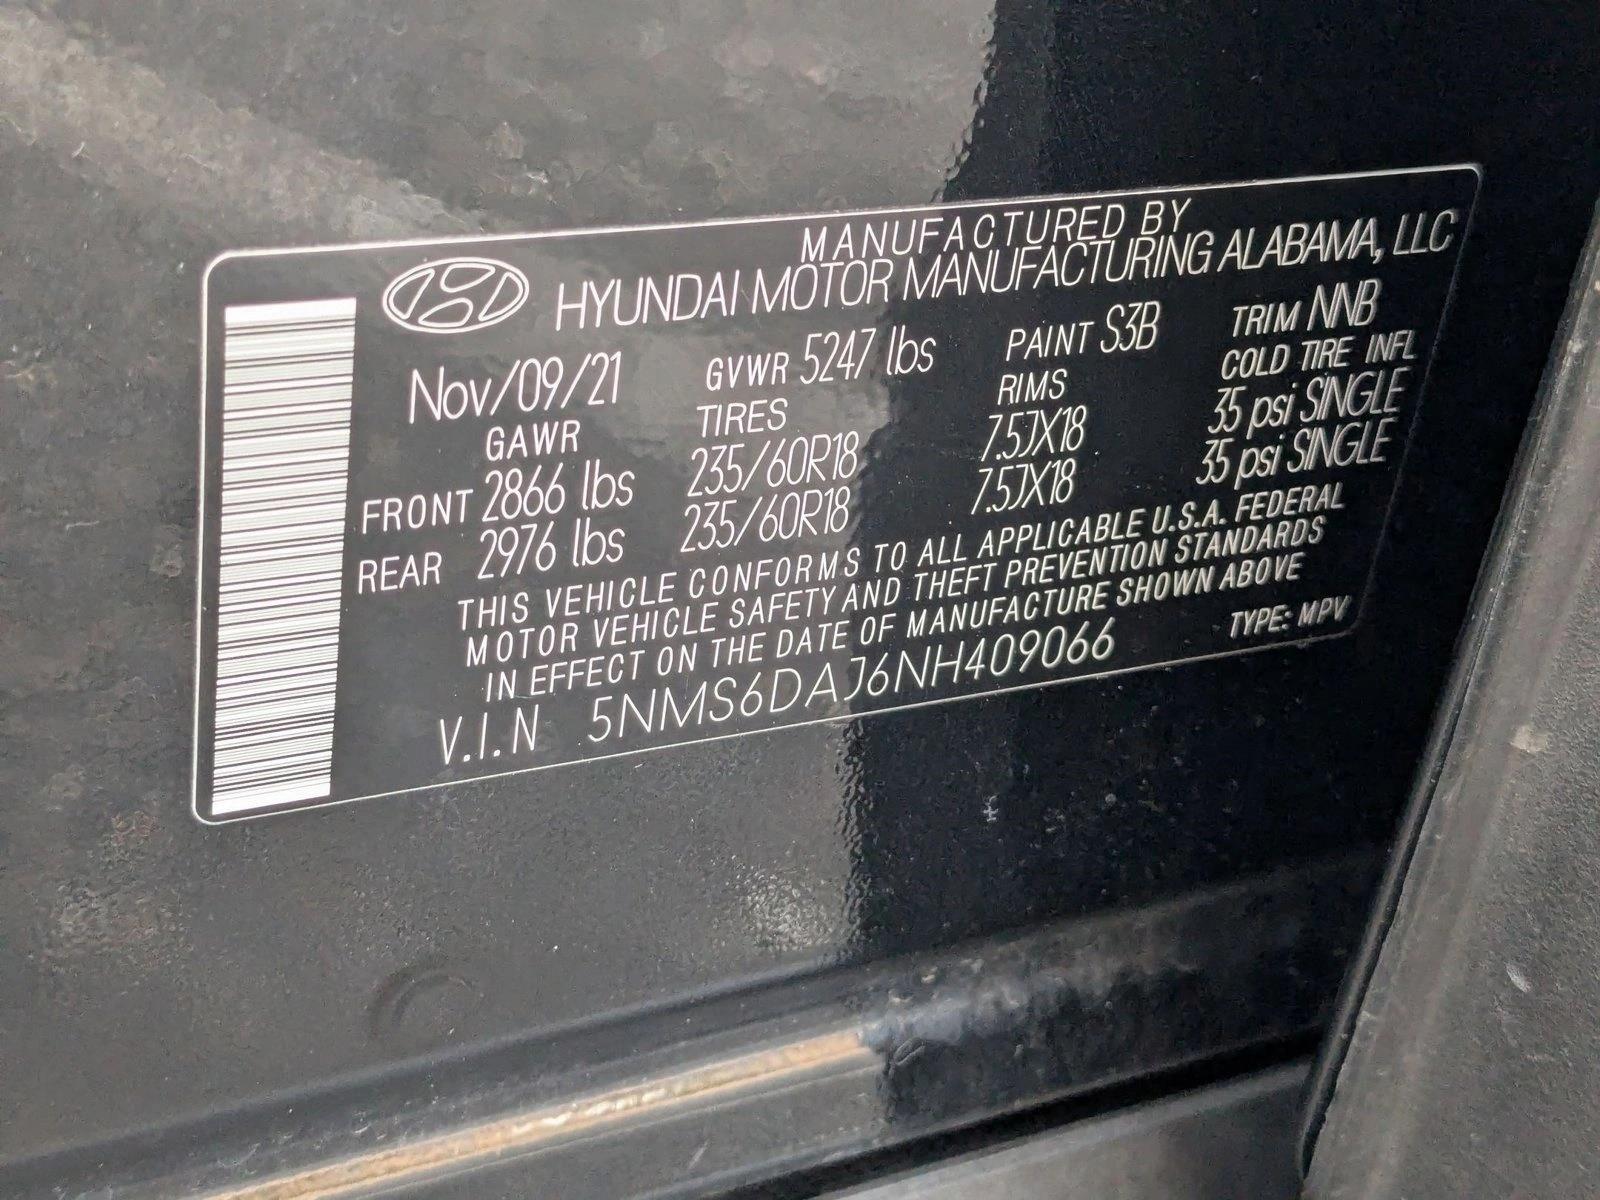 MANUFACTURED BY
HYUNDAI MOTOR MANUFACTURING ALABAMA, LLC
Nov/09/21 GVWR 5247 lbs PAINT S3B TRIM NNB
GAWR TIRES RIMS COLD TIRE INFL
FRONT 2866 lbs 235/60R18 7.5JX18 35 psi SINGLE
REAR 2976 lbs 235/60R18 7.5JX18 35 psi SINGLE
THIS VEHICLE CONFORMS TO ALL APPLICABLE U.S.A. FEDERAL
MOTOR VEHICLE SAFETY AND THEFT PREVENTION STANDARDS
IN EFFECT ON THE DATE OF MANUFACTURE SHOWN ABOVE
V.I.N 5NMS6DAJ6NH409066 TYPE: MPV